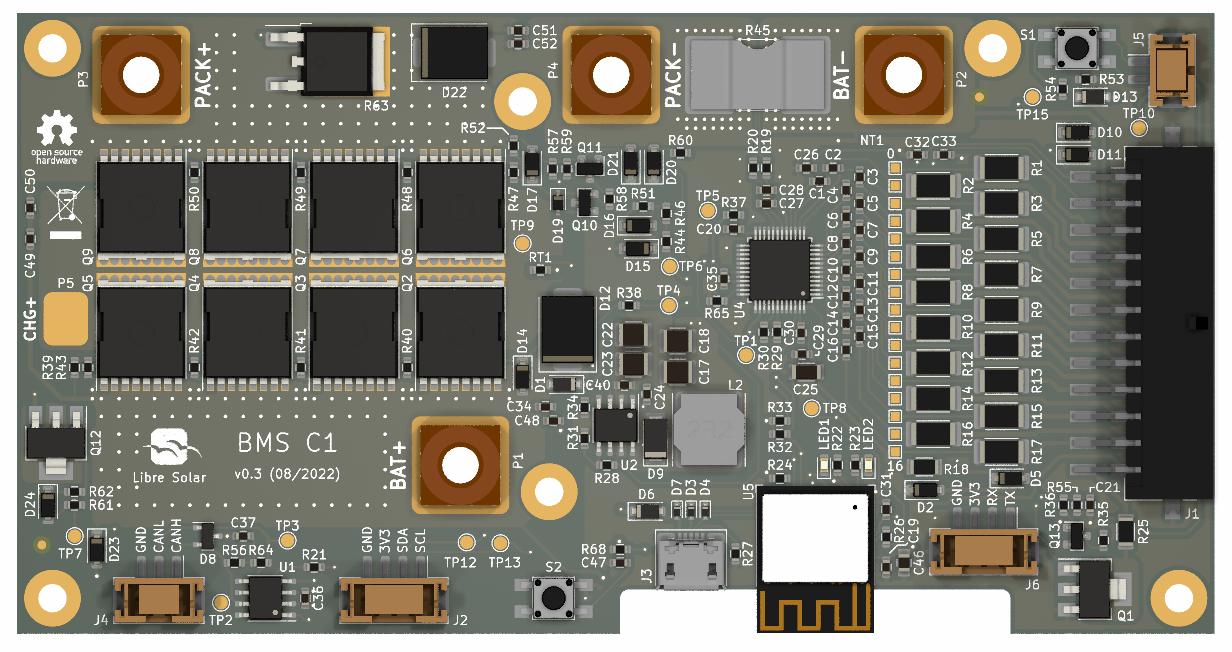 P3
PACK+
R63
D22
C51
C52
P4
PACK-
R45
BAT-
P2
S1
J5
R54
R53
D13
TP15
TP10
D10
D11
open source
hardware
R52
R47
D17
R57
R59
Q11
D21
D20
R60
R20
R19
NT1
0
C32
C33
R1
C50
C49
R50
R49
R48
Q9
Q8
Q7
Q6
TP9
D19
Q10
R58
R51
D16
R46
R44
D15
TP5
R37
C20
C26
C2
C1
C28
C27
C4
C3
C5
C6
C7
C8
C9
R2
R3
R4
R5
R6
R7
R8
R9
R10
R11
R12
R13
R14
R15
R16
R17
P5
CHG+
Q5
Q4
Q3
Q2
R42
R41
R40
R39
R43
RT1
D12
D14
TP6
TP4
R38
C22
C23
C18
C17
C35
R65
U4
C10
C11
C12
C13
C14
C15
C16
TP1
R30
R29
C30
C29
C25
D1
C40
C34
C48
R34
R31
C24
L2
2R2
U2
R28
D9
TP8
R33
R32
R24
LED1
R22
R23
LED2
16
R18
D2
D5
Q12
Libre Solar
BMS C1
v0.3 (08/2022)
BAT+
P1
D24
R62
R61
TP7
D23
GND
CANL
CANH
J4
D8
C37
R56
R64
TP3
U1
R21
C36
TP2
GND
3V3
SDA
SCL
J2
TP12
TP13
S2
D6
D7
D3
D4
R68
C47
J3
R27
U5
C31
R26
C19
C46
GND
3V3
RX
TX
J6
R55
C21
R36
Q13
R35
R25
J1
Q1